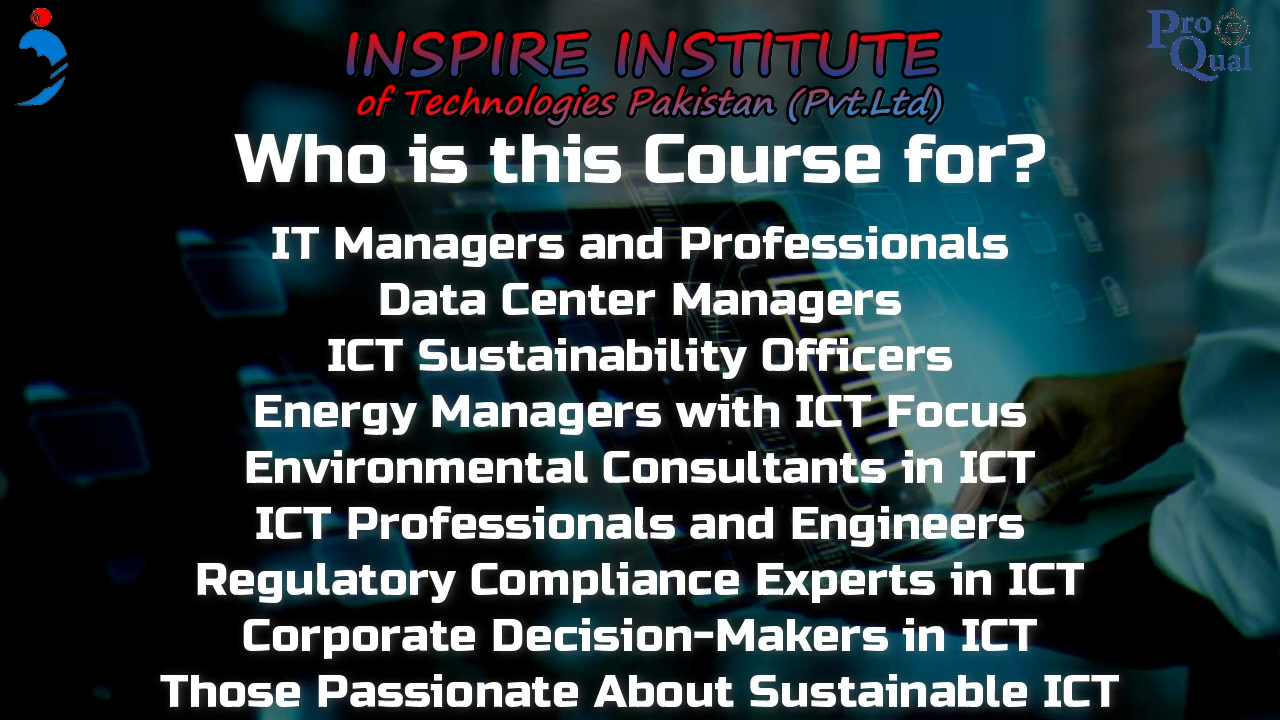 INSPIRE INSTITUTE
of Technologies Pakistan (Pvt.Ltd)
Pro
Qual
Who is this Course for?
IT Managers and Professionals
Data Center Managers
ICT Sustainability Officers
Energy Managers with ICT Focus
Environmental Consultants in ICT
ICT Professionals and Engineers
Regulatory Compliance Experts in ICT
Corporate Decision-Makers in ICT
Those Passionate About Sustainable ICT